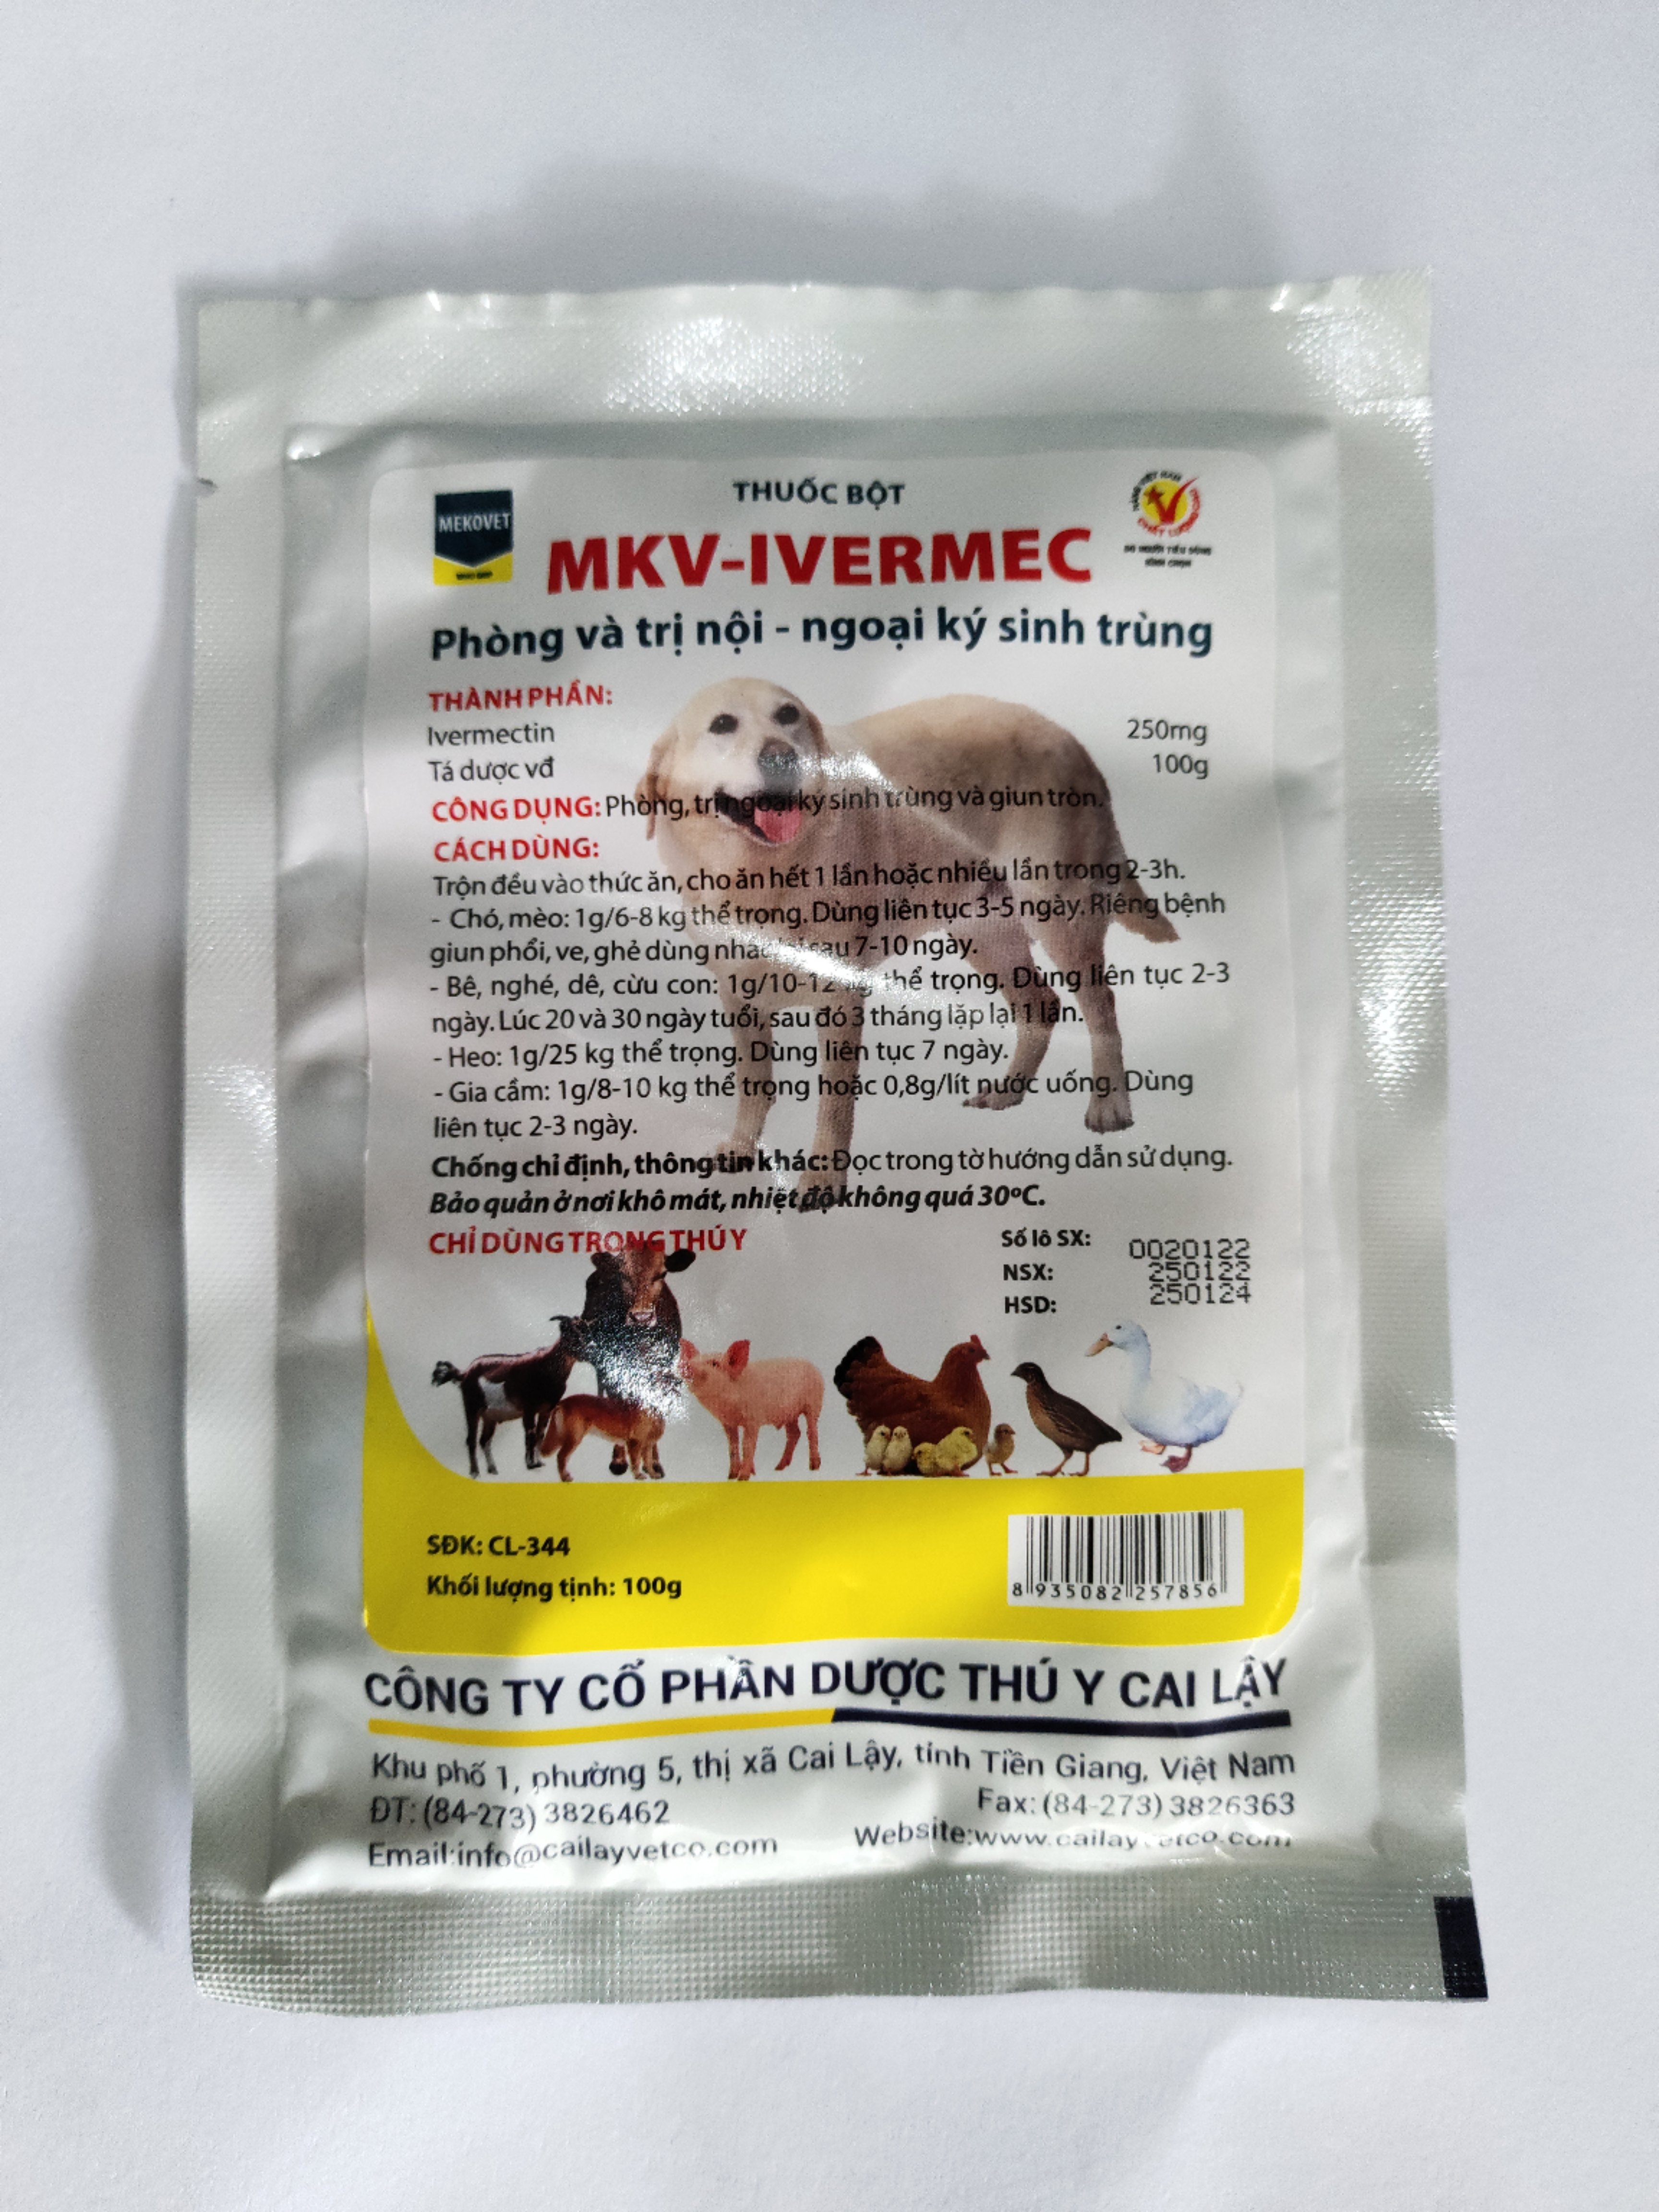 MEKOVET
THUỐC BỘT
MKV-IVERMEC
Phòng và trị nội - ngoại ký sinh trùng
THÀNH PHẦN:
Ivermectin 250mg
Tá dược vđ 100g
CÔNG DỤNG: Phòng, trị ngoại ký sinh trùng và giun tròn.
CÁCH DÙNG:
Trộn đều vào thức ăn, cho ăn hết 1 lần hoặc nhiều lần trong 2-3h.
- Chó, mèo: 1g/6-8 kg thể trọng. Dùng liên tục 3-5 ngày. Riêng bệnh
giun phổi, ve, ghẻ dùng sau 7-10 ngày.
- Bê, nghé, dê, cừu con: 1g/10-12 kg thể trọng. Dùng liên tục 2-3
ngày. Lúc 20 và 30 ngày tuổi, sau đó 3 tháng lặp lại 1 lần.
- Heo: 1g/25 kg thể trọng. Dùng liên tục 7 ngày.
- Gia cầm: 1g/8-10 kg thể trọng hoặc 0,8g/lít nước uống. Dùng
liên tục 2-3 ngày.
Chống chỉ định, thông tin khác: Đọc trong tờ hướng dẫn sử dụng.
Bảo quản ở nơi khô mát, nhiệt độ không quá 30ºC.
CHỈ DÙNG TRONG THÚ Y
Số lô SX: 0020122
NSX: 250122
HSD: 250124
SĐK: CL-344
Khối lượng tịnh: 100g
8 935082 257856
CÔNG TY CỔ PHẦN DƯỢC THÚ Y CAI LẬY
Khu phố 1, phường 5, thị xã Cai Lậy, tỉnh Tiền Giang, Việt Nam
ĐT: (84-273) 3826462 Fax: (84-273) 3826363
Email:info@cailayvetco.com Website:www.cailayvetco.com